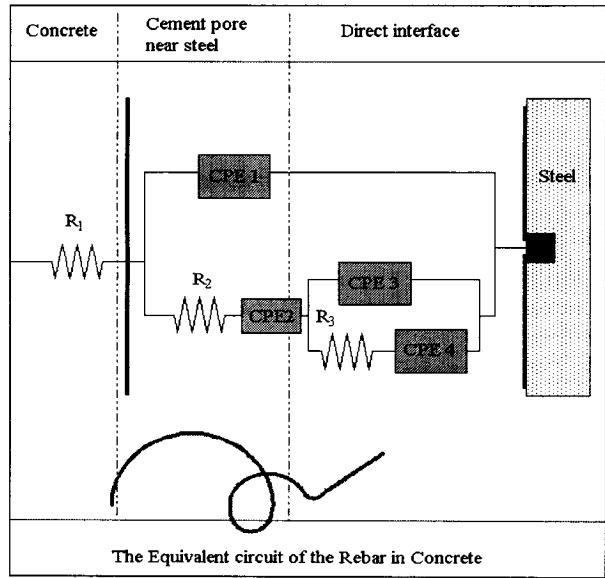 Concrete
Cement pore
near steel
Direct interface
CPE 1
Steel
R1
R2
CPE2
CPE 3
R3
CPE 4
The Equivalent circuit of the Rebar in Concrete